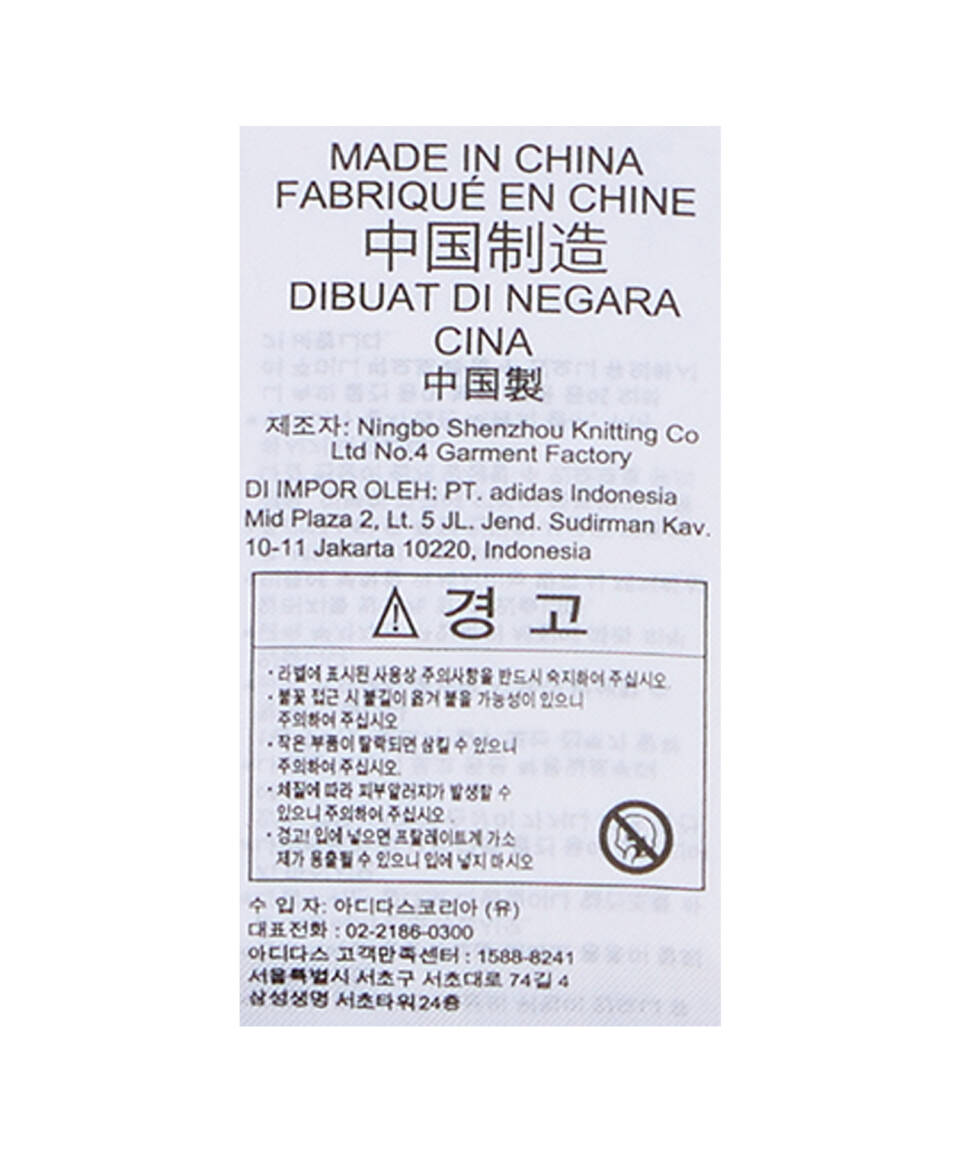 MADE IN CHINA
FABRIQUÉ EN CHINE
中国制造
DIBUAT DI NEGARA
CINA
中国製
제조자: Ningbo Shenzhou Knitting Co
Ltd No.4 Garment Factory
DI IMPOR OLEH: PT. adidas Indonesia
Mid Plaza 2, Lt. 5 JL. Jend. Sudirman Kav.
10-11 Jakarta 10220, Indonesia
경 고
· 라벨에 표시된 사용상 주의사항을 반드시 숙지하여 주십시오
· 불꽃 접근 시 불길이 옮겨 붙을 가능성이 있으니
주의하여 주십시오
· 작은 부품이 탈락되면 삼킬 수 있으니
주의하여 주십시오.
· 체질에 따라 피부알러지가 발생할 수
있으니 주의하여 주십시오
· 경고! 입에 넣으면 프탈레이트계 가소
제가 용출될 수 있으니 입에 넣지 마시오
수 입 자: 아디다스코리아 (유)
대표전화 : 02-2186-0300
아디다스 고객만족센터 : 1588-8241
서울특별시 서초구 서초대로 74길 4
삼성생명 서초타워24층